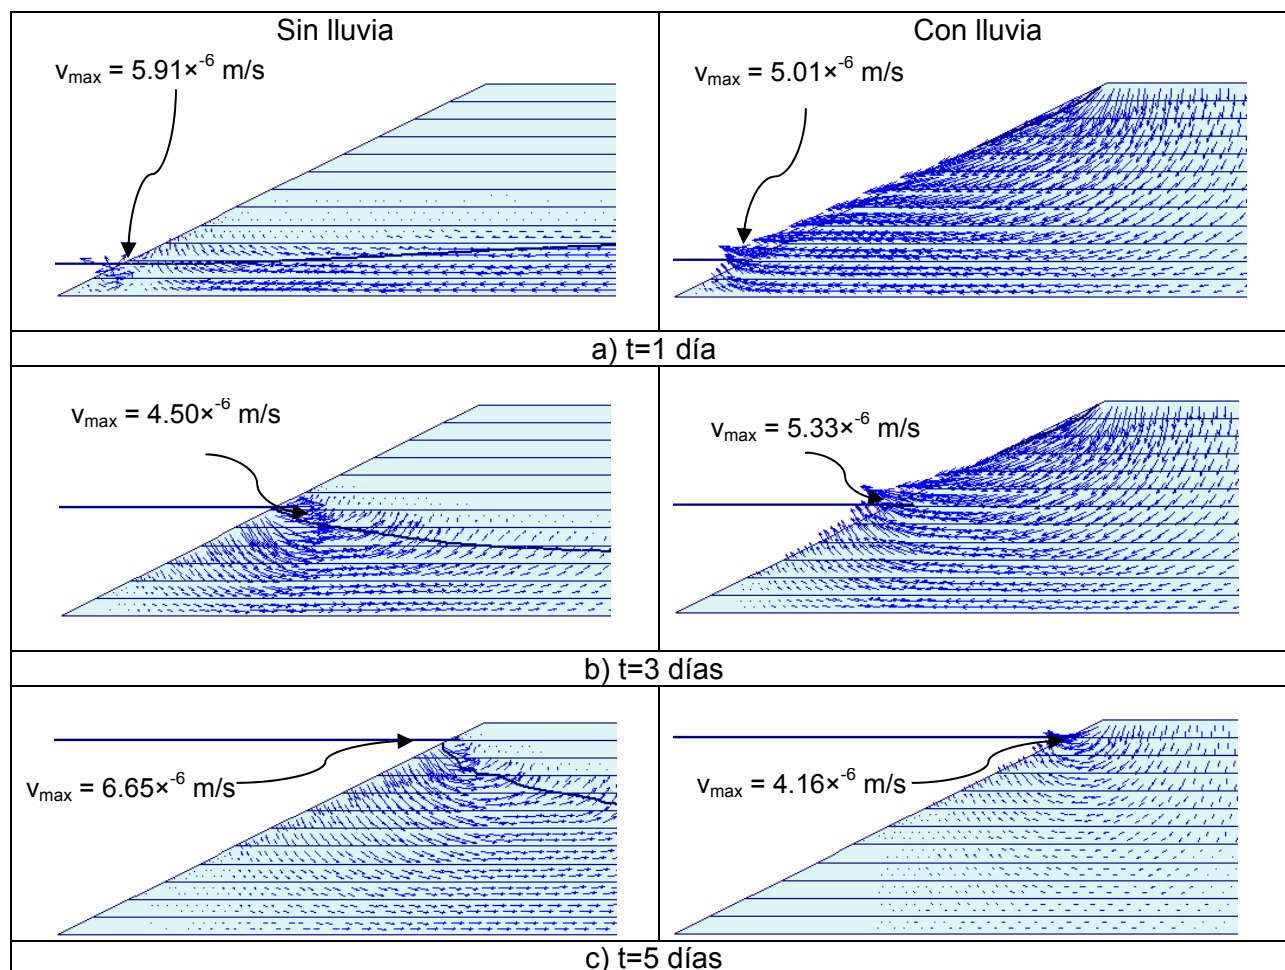 Sin lluvia
Con lluvia
vmax = 5.91×⁻⁶ m/s
vmax = 5.01×⁻⁶ m/s
a) t=1 día
vmax = 4.50×⁻⁶ m/s
vmax = 5.33×⁻⁶ m/s
b) t=3 días
vmax = 6.65×⁻⁶ m/s
vmax = 4.16×⁻⁶ m/s
c) t=5 días